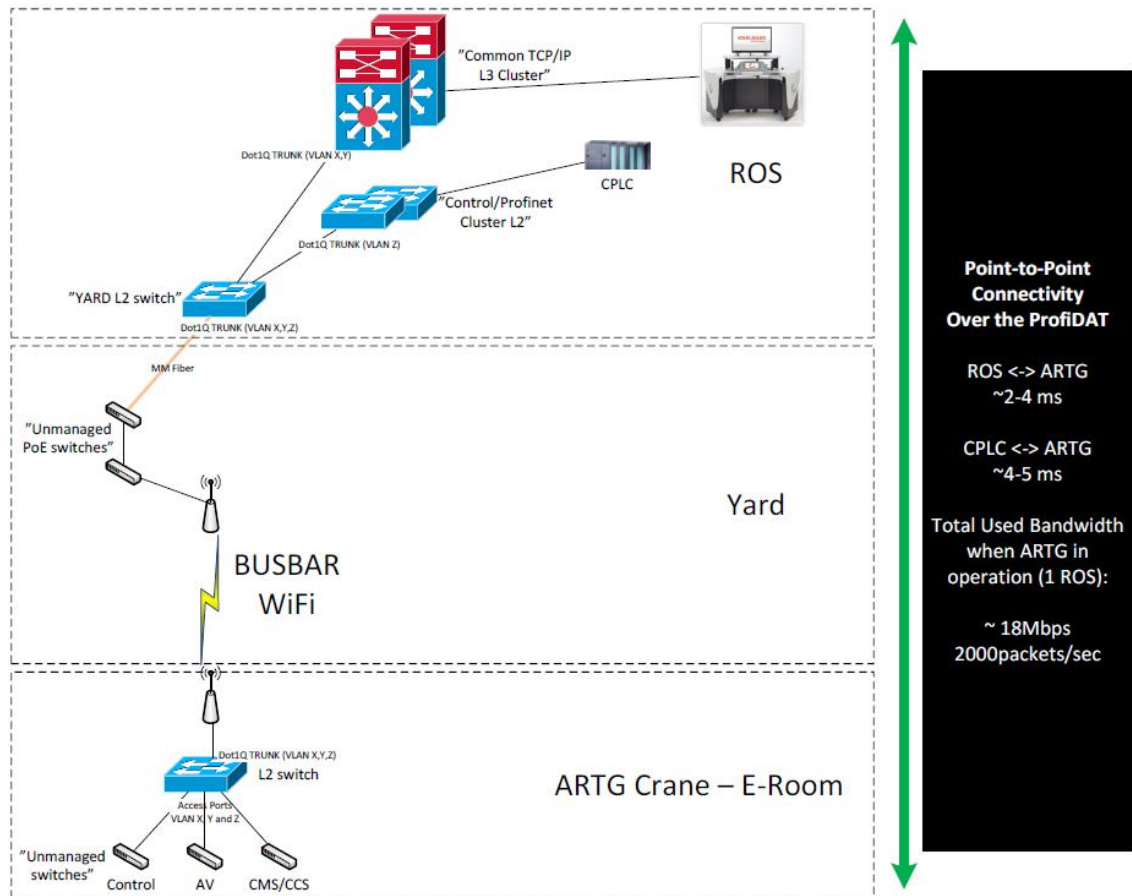 "Common TCP/IP
L3 Cluster"
Dot1Q TRUNK (VLAN X,Y)
ROS
CPLC
"Control/Profinet
Cluster L2"
Dot1Q TRUNK (VLAN Z)
"YARD L2 switch"
Dot1Q TRUNK (VLAN X,Y,Z)
MM Fiber
"Unmanaged
PoE switches"
Yard
BUSBAR
WiFi
Dot1Q TRUNK (VLAN X,Y,Z)
L2 switch
ARTG Crane – E-Room
Access Ports
VLAN X, Y and Z
"Unmanaged
switches"
Control
AV
CMS/CCS
Point-to-Point
Connectivity
Over the ProfiDAT
ROS <-> ARTG
~2-4 ms
CPLC <-> ARTG
~4-5 ms
Total Used Bandwidth
when ARTG in
operation (1 ROS):
~ 18Mbps
2000packets/sec